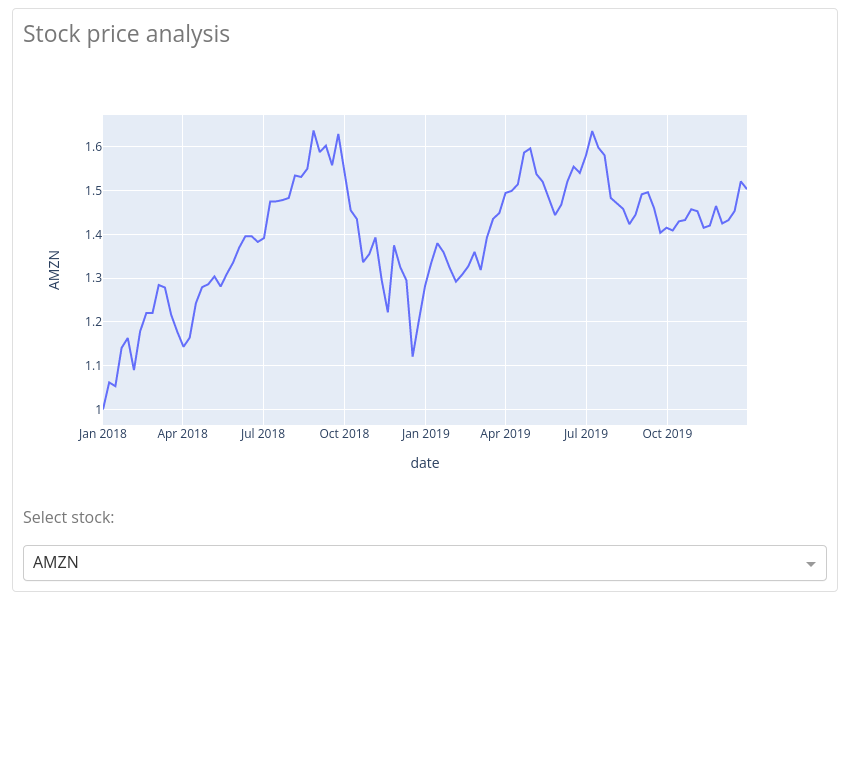 Stock price analysis
1.6
1.5
1.4
1.3
1.2
1.1
1
AMZN
Jan 2018 Apr 2018 Jul 2018 Oct 2018 Jan 2019 Apr 2019 Jul 2019 Oct 2019
date
Select stock:
AMZN